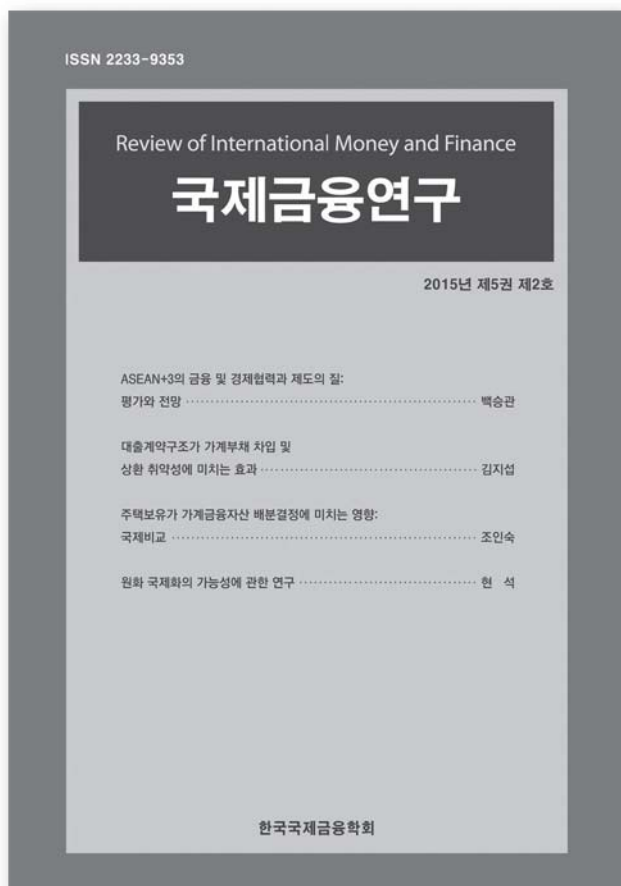 ISSN 2233-9353
Review of International Money and Finance
국제금융연구
2015년 제5권 제2호
ASEAN+3의 금융 및 경제협력과 제도의 질:
평가와 전망 ······················································· 백승관
대출계약구조가 가계부채 차입 및
상환 취약성에 미치는 효과 ········································· 김지섭
주택보유가 가계금융자산 배분결정에 미치는 영향:
국제비교 ·························································· 조인숙
원화 국제화의 가능성에 관한 연구 ·································· 현 석
한국국제금융학회